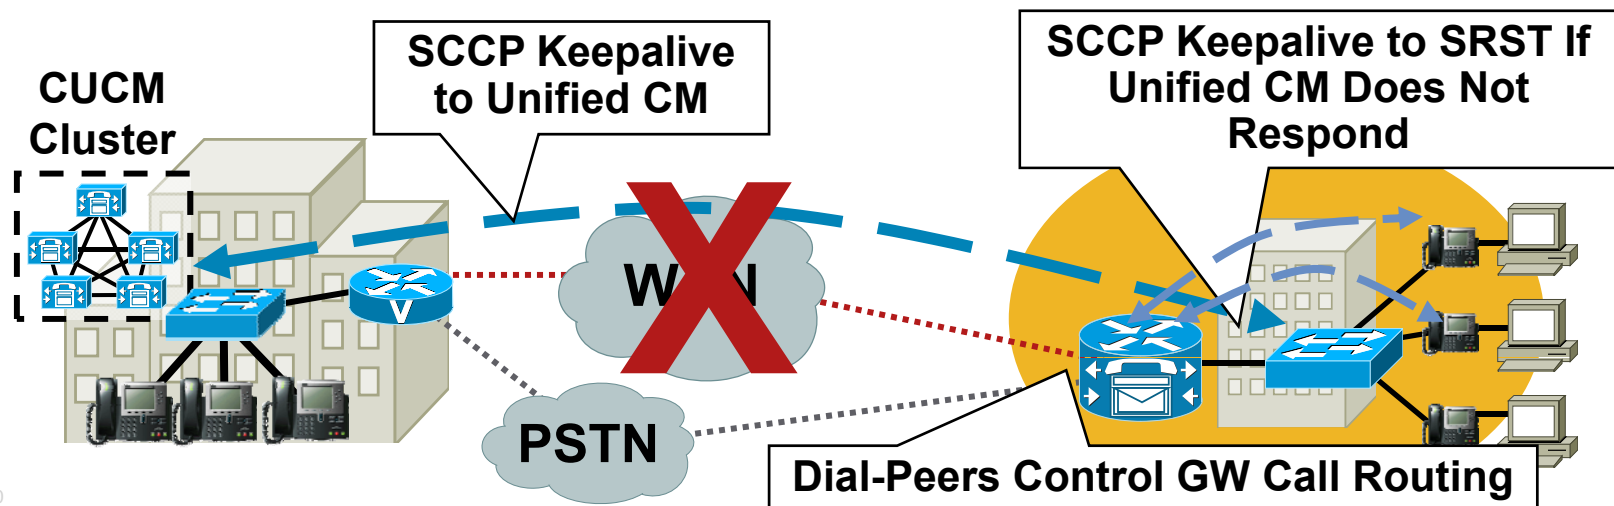 SCCP Keepalive
to Unified CM
SCCP Keepalive to SRST If
Unified CM Does Not
Respond
CUCM
Cluster
WAN
V
PSTN
Dial-Peers Control GW Call Routing